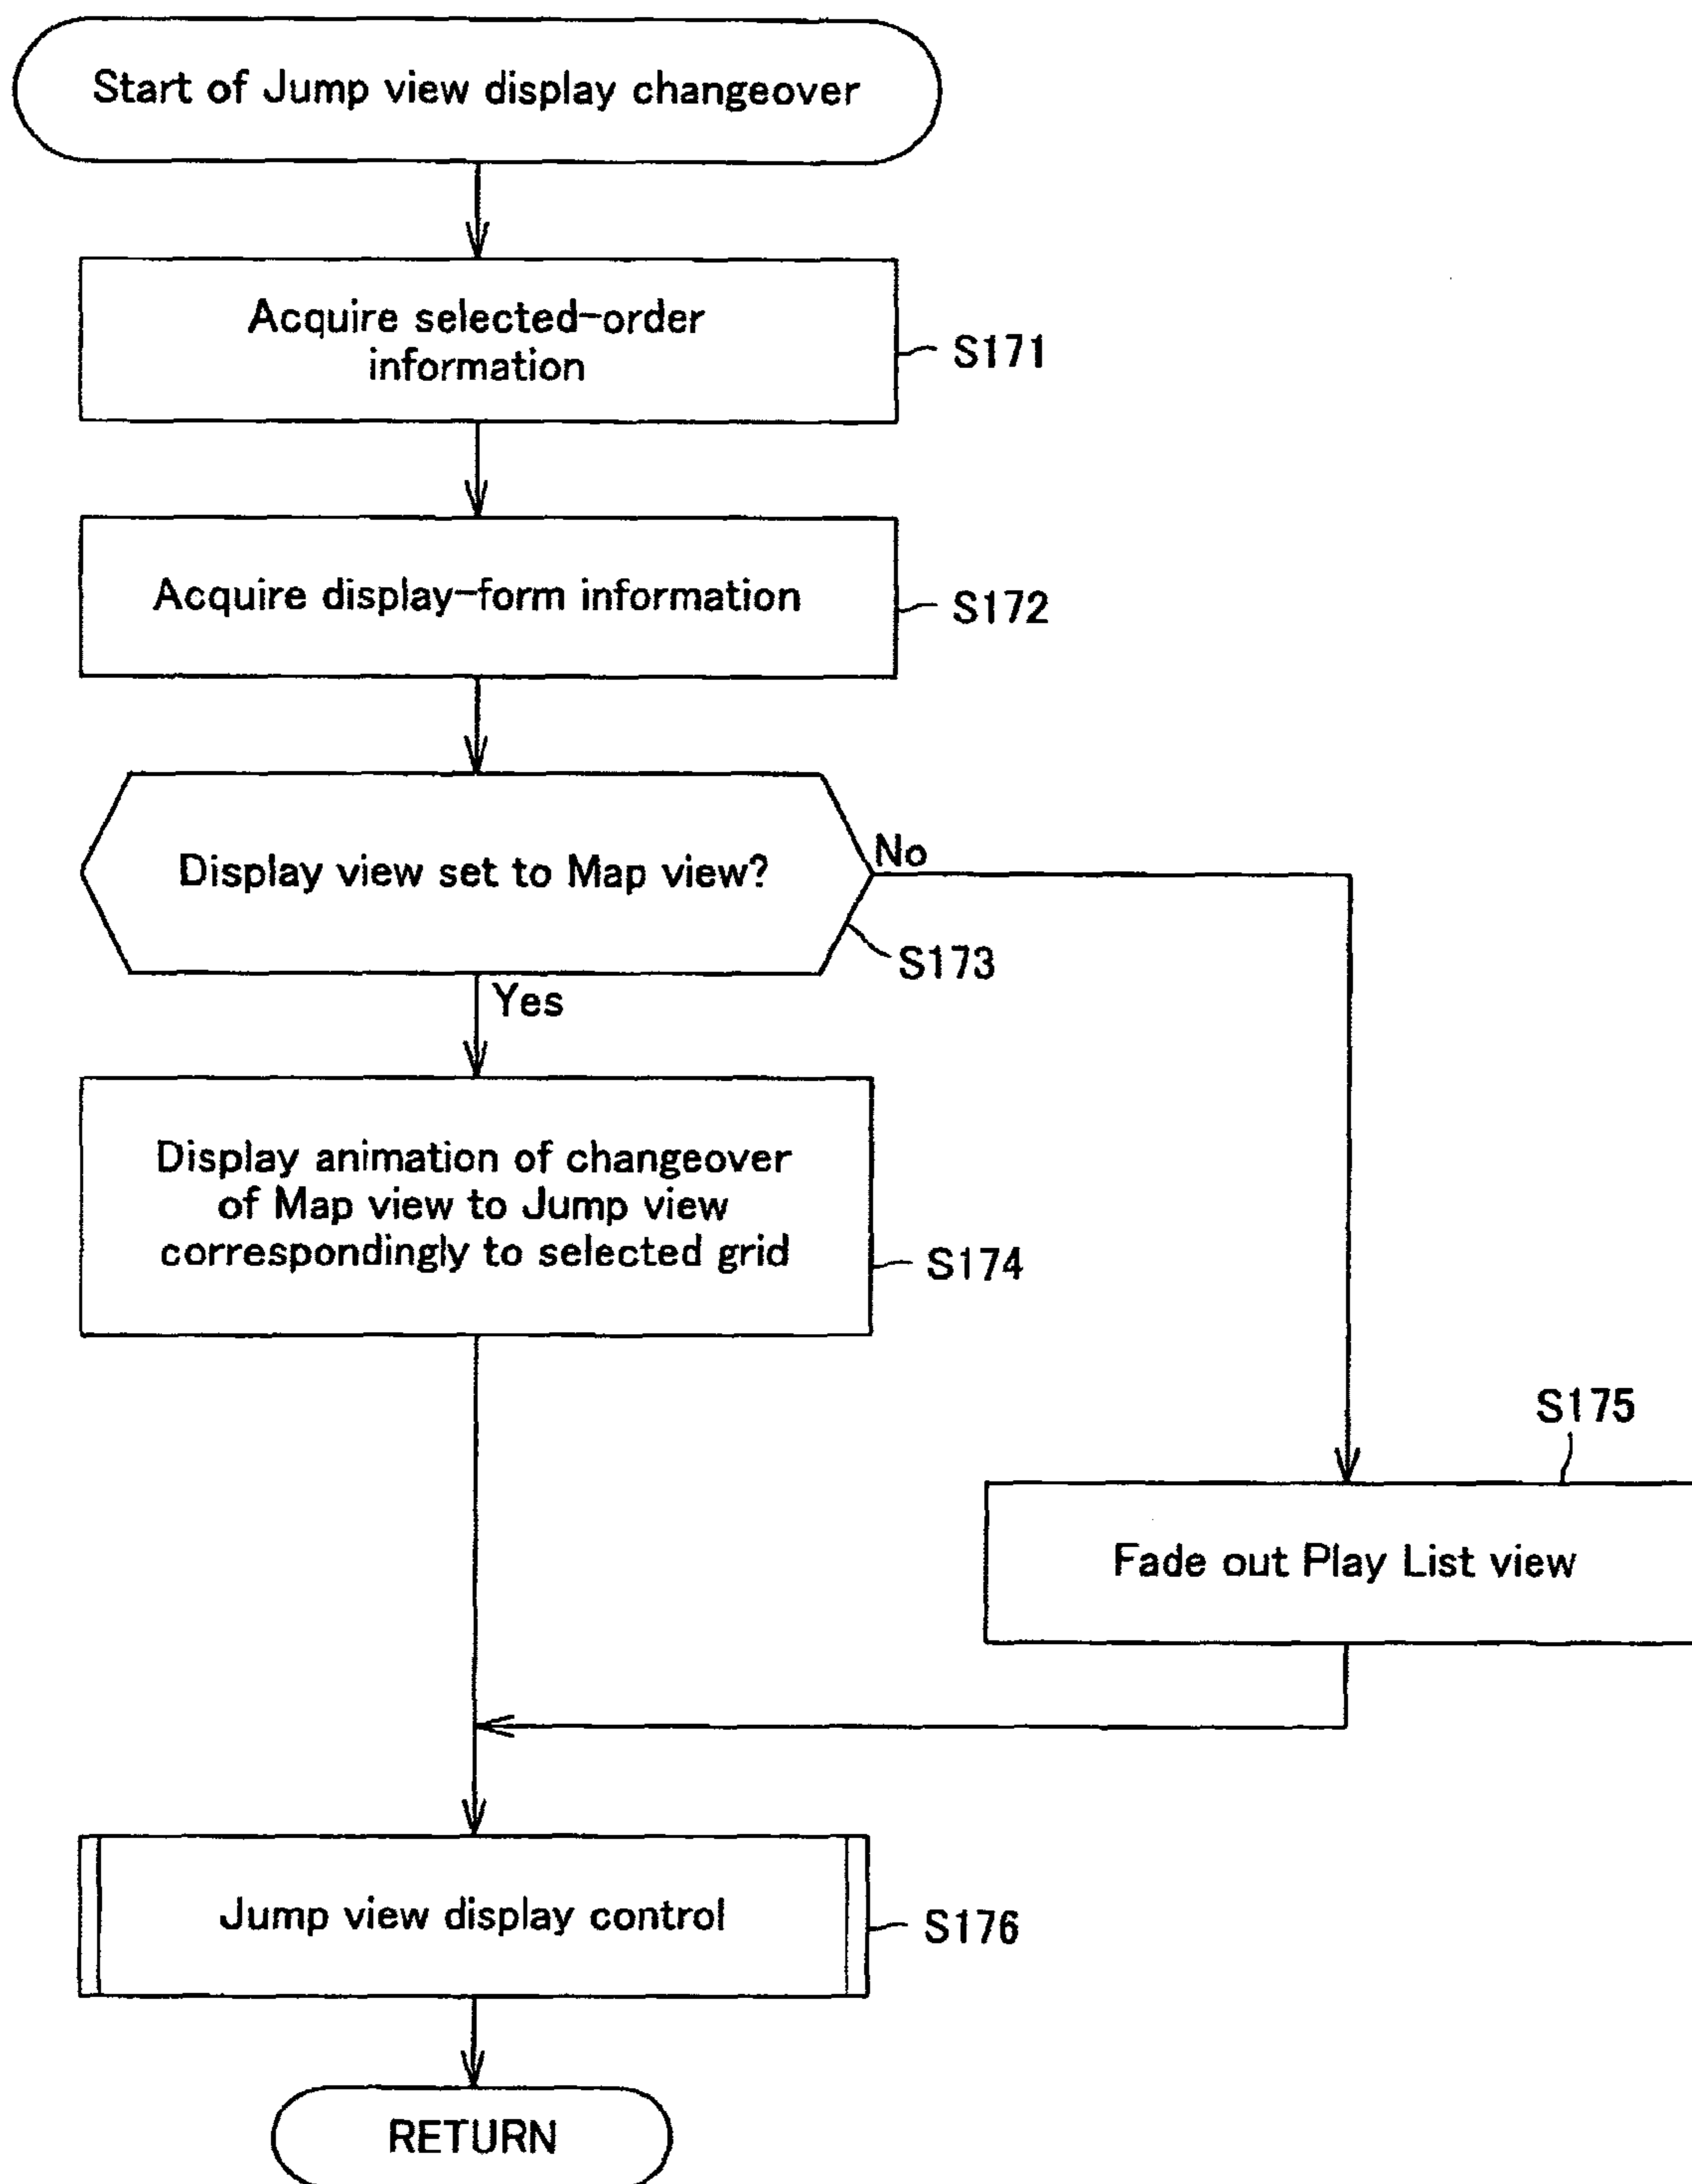 Start of Jump view display changeover
Acquire selected-order
information
S171
Acquire display-form information
S172
Display view set to Map view?
No
S173
Yes
Display animation of changeover
of Map view to Jump view
correspondingly to selected grid
S174
S175
Fade out Play List view
Jump view display control
S176
RETURN